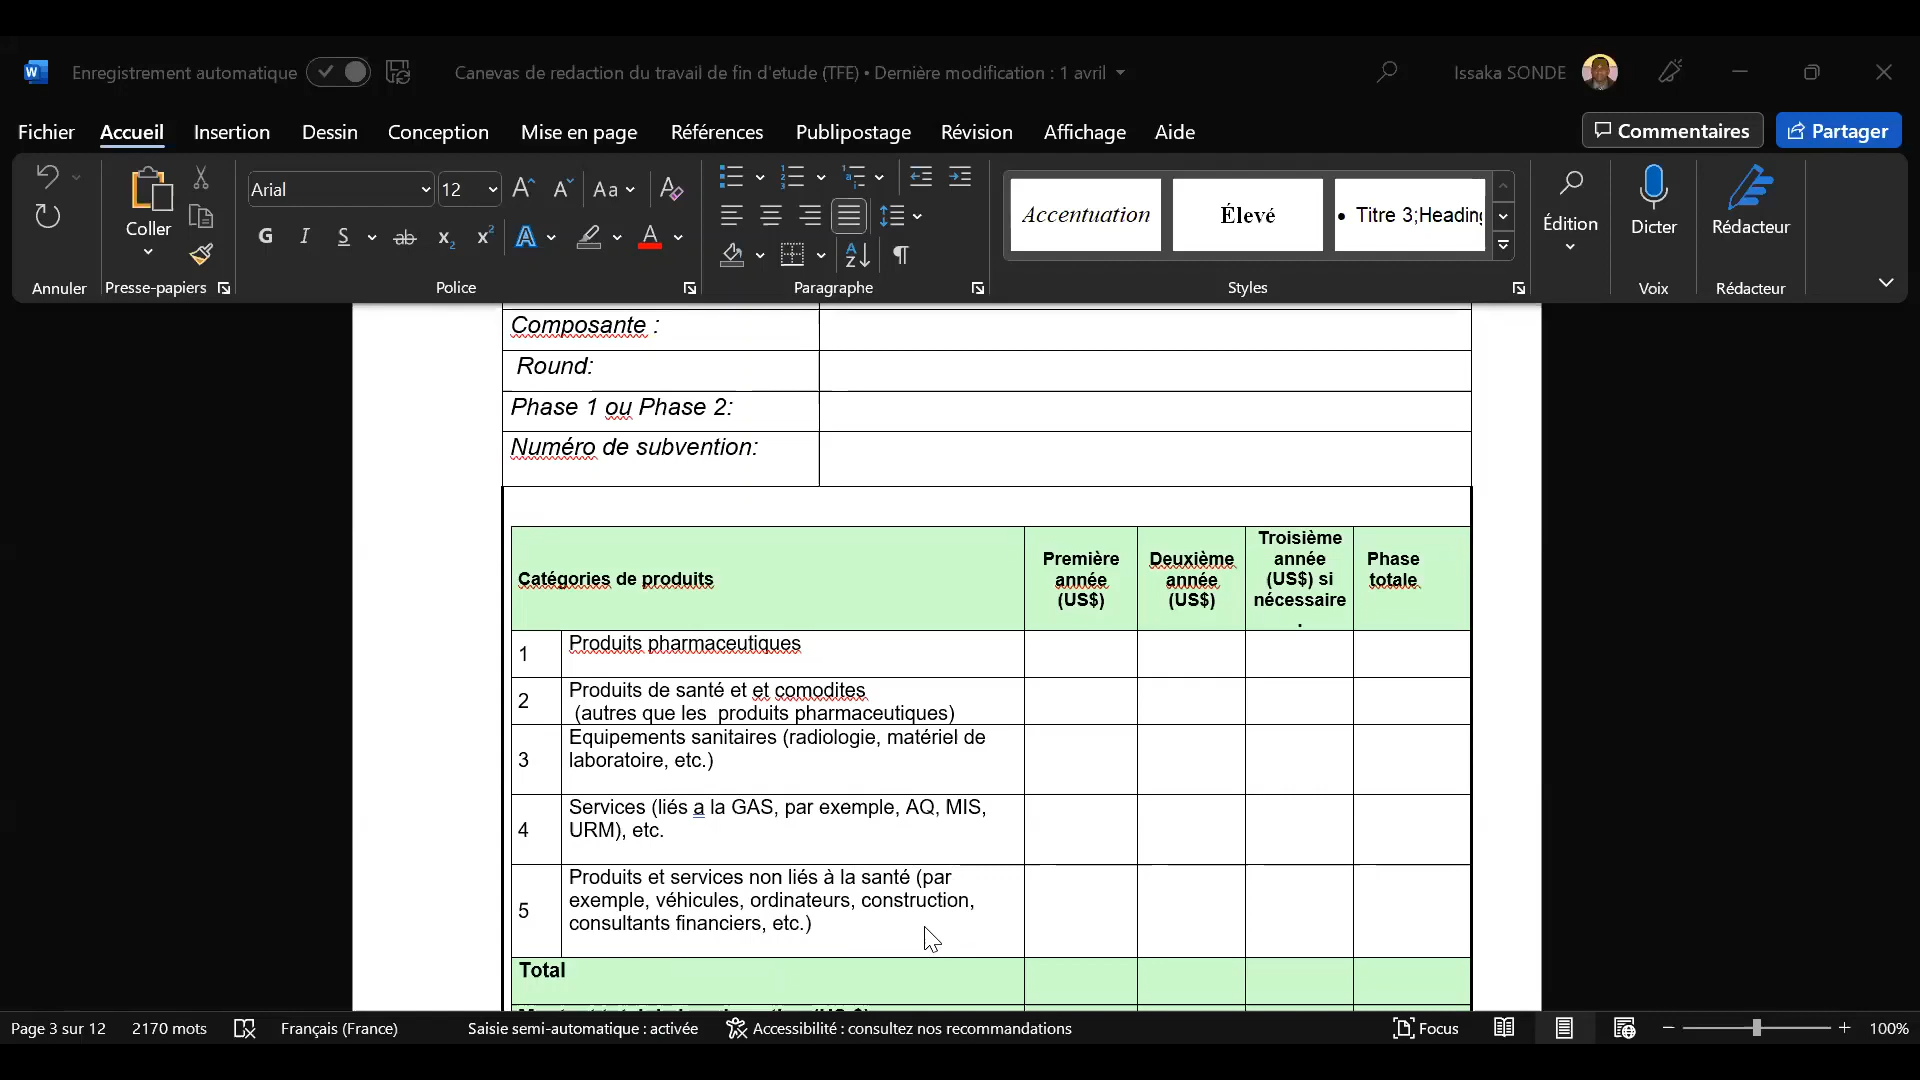 Enregistrement automatique
Canevas de redaction du travail de fin d'etude (TFE) • Dernière modification : 1 avril
Issaka SONDE
Fichier Accueil Insertion Dessin Conception Mise en page Références Publipostage Révision Affichage Aide
Commentaires
Partager
Annuler
Coller
Presse-papiers
Arial
12
Aa
G I S ab x₂ x² A A
Police
Paragraphe
Accentuation
Élevé
• Titre 3;Heading
Styles
Édition
Dicter
Voix
Rédacteur
Rédacteur
Composante :
Round:
Phase 1 ou Phase 2:
Numéro de subvention:
Catégories de produits
Première
année
(US$)
Deuxième
année
(US$)
Troisième
année
(US$) si
nécessaire
.
Phase
totale
1
Produits pharmaceutiques
2
Produits de santé et et comodites
(autres que les produits pharmaceutiques)
3
Equipements sanitaires (radiologie, matériel de
laboratoire, etc.)
4
Services (liés a la GAS, par exemple, AQ, MIS,
URM), etc.
5
Produits et services non liés à la santé (par
exemple, véhicules, ordinateurs, construction,
consultants financiers, etc.)
Total
Page 3 sur 12
2170 mots
Français (France)
Saisie semi-automatique : activée
Accessibilité : consultez nos recommandations
Focus
100%